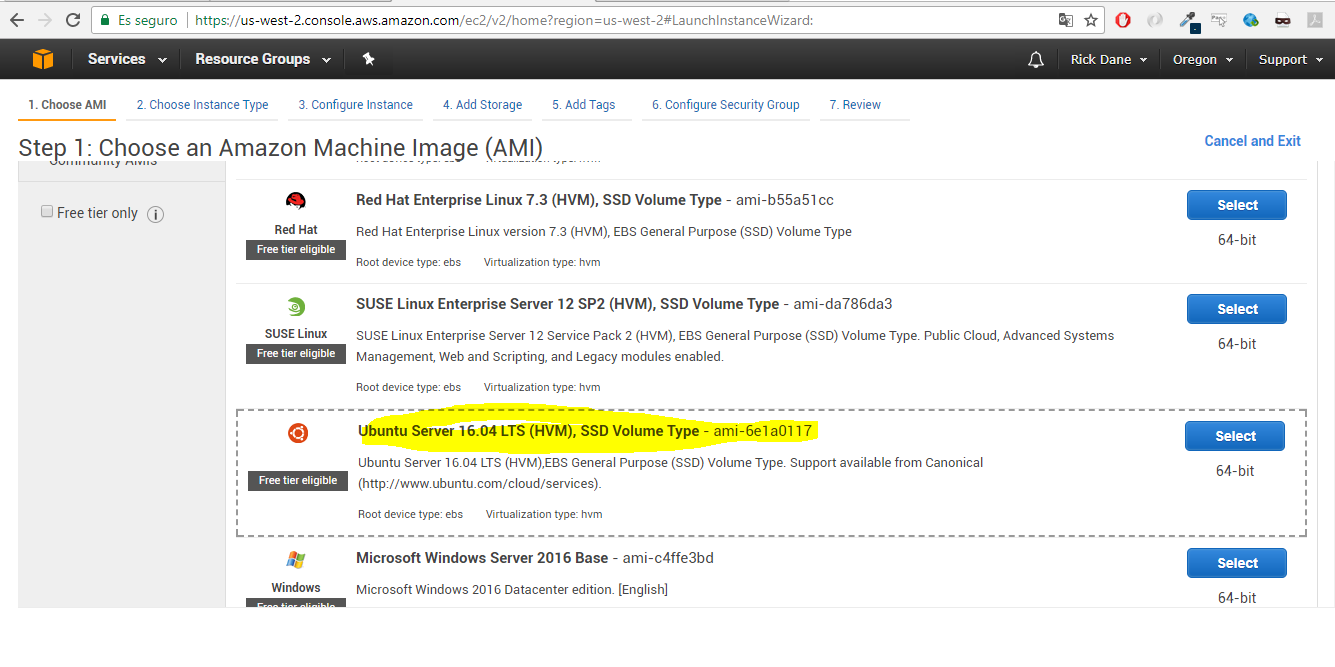 Es seguro https://us-west-2.console.aws.amazon.com/ec2/v2/home?region=us-west-2#LaunchInstanceWizard:
Services Resource Groups Rick Dane Oregon Support
1. Choose AMI 2. Choose Instance Type 3. Configure Instance 4. Add Storage 5. Add Tags 6. Configure Security Group 7. Review
Step 1: Choose an Amazon Machine Image (AMI) Cancel and Exit
Community AMIs
Free tier only
Red Hat Enterprise Linux 7.3 (HVM), SSD Volume Type - ami-b55a51cc Select
Red Hat Red Hat Enterprise Linux version 7.3 (HVM), EBS General Purpose (SSD) Volume Type 64-bit
Free tier eligible
Root device type: ebs Virtualization type: hvm
SUSE Linux Enterprise Server 12 SP2 (HVM), SSD Volume Type - ami-da786da3 Select
SUSE Linux SUSE Linux Enterprise Server 12 Service Pack 2 (HVM), EBS General Purpose (SSD) Volume Type. Public Cloud, Advanced Systems 64-bit
Free tier eligible Management, Web and Scripting, and Legacy modules enabled.
Root device type: ebs Virtualization type: hvm
Ubuntu Server 16.04 LTS (HVM), SSD Volume Type - ami-6e1a0117 Select
Ubuntu Server 16.04 LTS (HVM),EBS General Purpose (SSD) Volume Type. Support available from Canonical 64-bit
Free tier eligible (http://www.ubuntu.com/cloud/services).
Root device type: ebs Virtualization type: hvm
Microsoft Windows Server 2016 Base - ami-c4ffe3bd Select
Windows Microsoft Windows 2016 Datacenter edition. [English] 64-bit
Free tier eligible